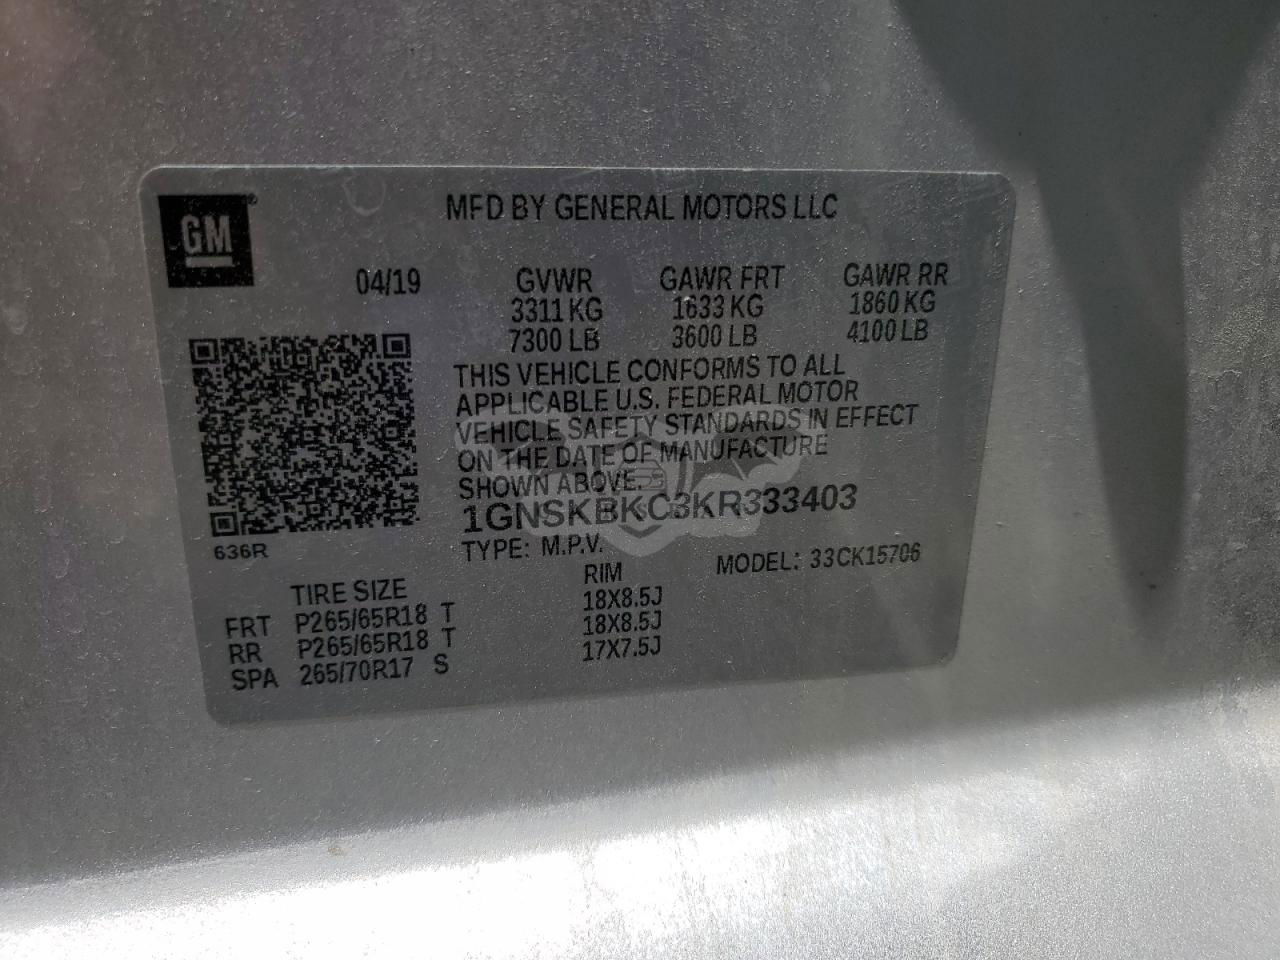 GM
MFD BY GENERAL MOTORS LLC
04/19 GVWR GAWR FRT GAWR RR
3311 KG 1633 KG 1860 KG
7300 LB 3600 LB 4100 LB
THIS VEHICLE CONFORMS TO ALL
APPLICABLE U.S. FEDERAL MOTOR
VEHICLE SAFETY STANDARDS IN EFFECT
ON THE DATE OF MANUFACTURE
SHOWN ABOVE.
1GNSKBKC3KR333403
636R
TYPE: M.P.V. MODEL: 33CK15706
TIRE SIZE RIM
FRT P265/65R18 T 18X8.5J
RR P265/65R18 T 18X8.5J
SPA 265/70R17 S 17X7.5J